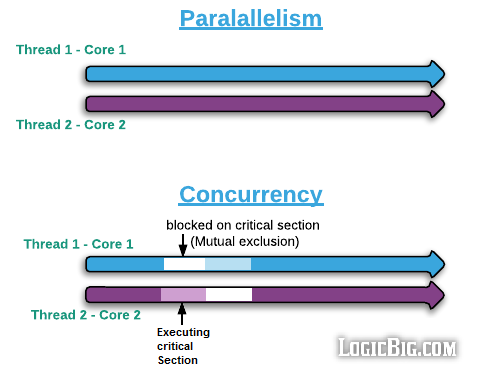 Paralallelism
Thread 1 - Core 1
Thread 2 - Core 2
Concurrency
blocked on critical section
(Mutual exclusion)
Thread 1 - Core 1
Thread 2 - Core 2
Executing
critical
Section
LogicBig.com